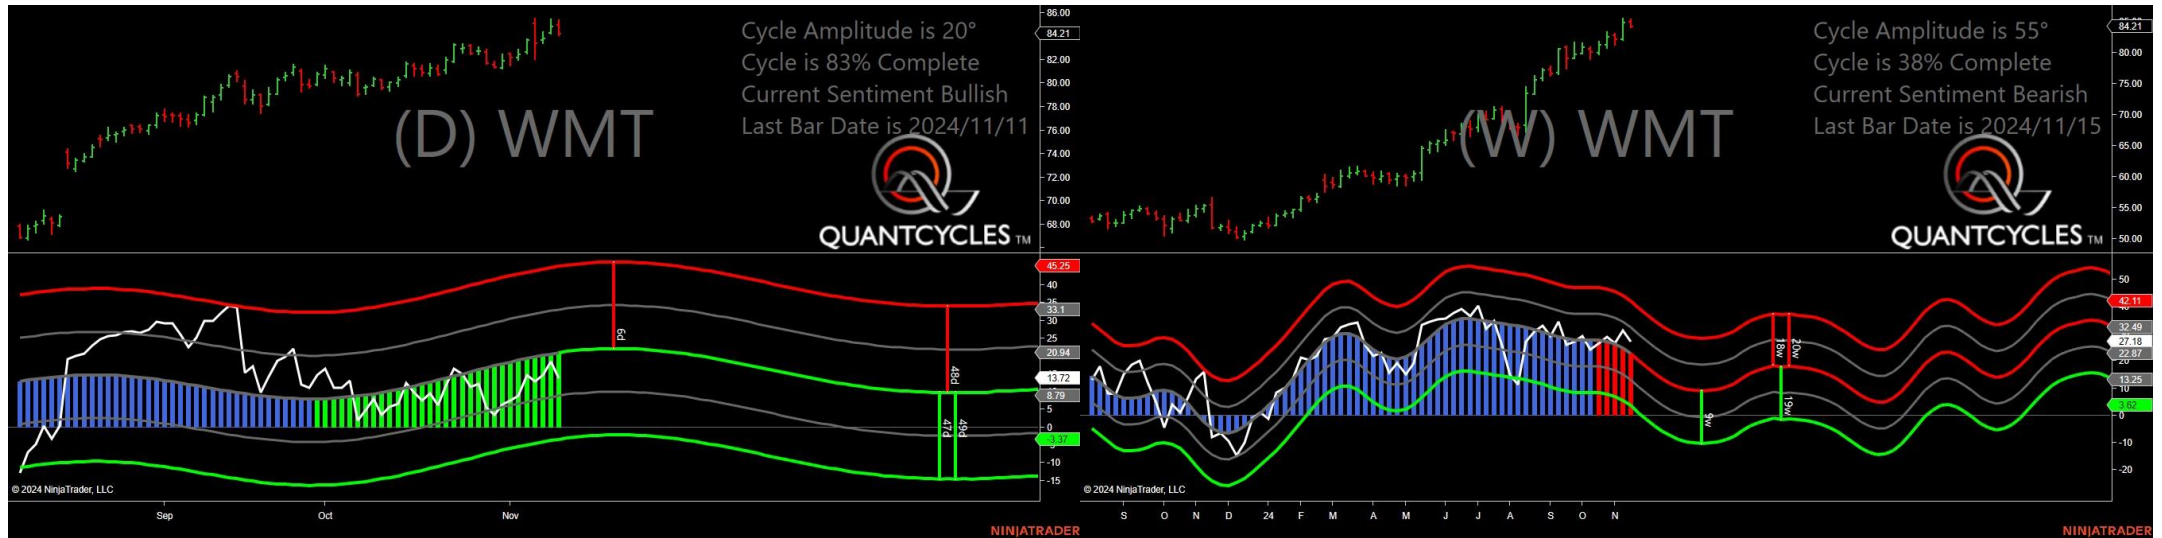 86.00
84.21
82.00
80.00
78.00
76.00
74.00
72.00
70.00
68.00
Cycle Amplitude is 20°
Cycle is 83% Complete
Current Sentiment Bullish
Last Bar Date is 2024/11/11
(D) WMT
QUANTCYCLES TM
45.25
40
35
33.1
30
25
20.94
13.72
8.79
5
0
-3.37
-10
-15
6d
48d
47d
49d
© 2024 NinjaTrader, LLC
Sep Oct Nov
NINJATRADER
84.21
80.00
75.00
70.00
65.00
60.00
55.00
50.00
Cycle Amplitude is 55°
Cycle is 38% Complete
Current Sentiment Bearish
Last Bar Date is 2024/11/15
(W) WMT
QUANTCYCLES TM
50
42.11
32.49
27.18
22.87
20
13.25
10
3.62
0
-10
-20
9w
18w
20w
19w
© 2024 NinjaTrader, LLC
S O N D 24 F M A M J J A S O N
NINJATRADER